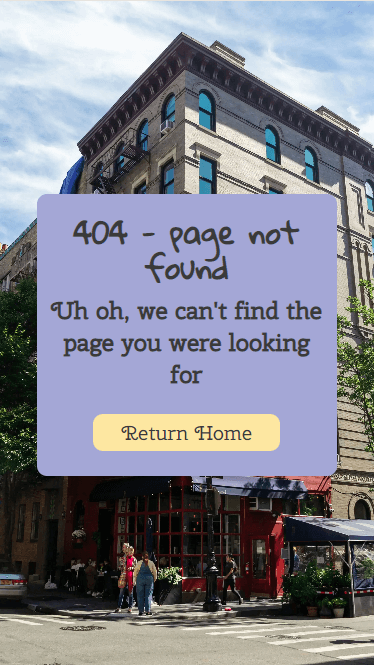 404 - page not
found
Uh oh, we can't find the
page you were looking
for
Return Home